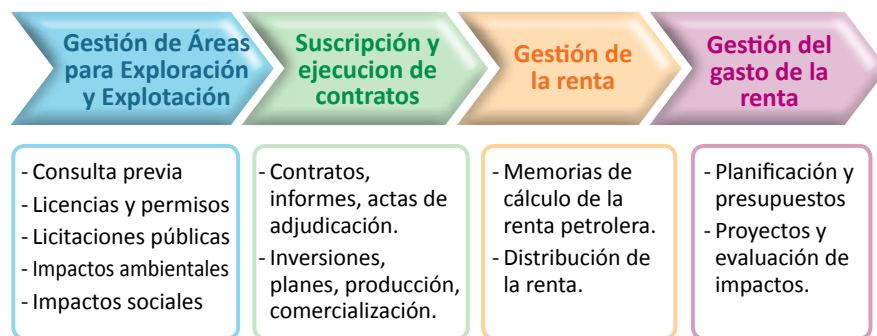 Gestión de Áreas
para Exploración
y Explotación
Suscripción y
ejecucion de
contratos
Gestión de
la renta
Gestión del
gasto de la
renta
- Consulta previa
- Licencias y permisos
- Licitaciones públicas
- Impactos ambientales
- Impactos sociales
- Contratos,
informes, actas de
adjudicación.
- Inversiones,
planes, producción,
comercialización.
- Memorias de
cálculo de la
renta petrolera.
- Distribución de
la renta.
- Planificación y
presupuestos
- Proyectos y
evaluación de
impactos.